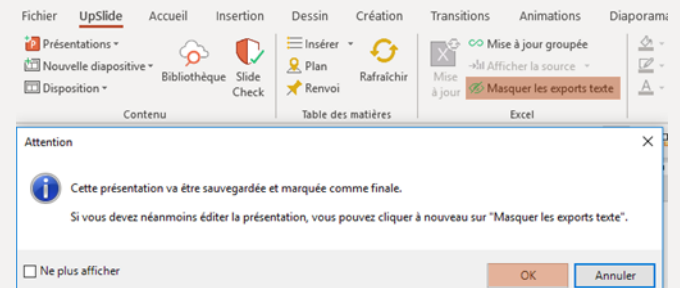 Fichier UpSlide Accueil Insertion Dessin Création Transitions Animations Diaporama
Présentations Insérer Mise à jour groupée
Nouvelle diapositive Bibliothèque Slide Check Plan Rafraîchir Mise à jour Afficher la source
Disposition Renvoi Masquer les exports texte
Contenu Table des matières Excel
Attention
Cette présentation va être sauvegardée et marquée comme finale.
Si vous devez néanmoins éditer la présentation, vous pouvez cliquer à nouveau sur "Masquer les exports texte".
Ne plus afficher OK Annuler